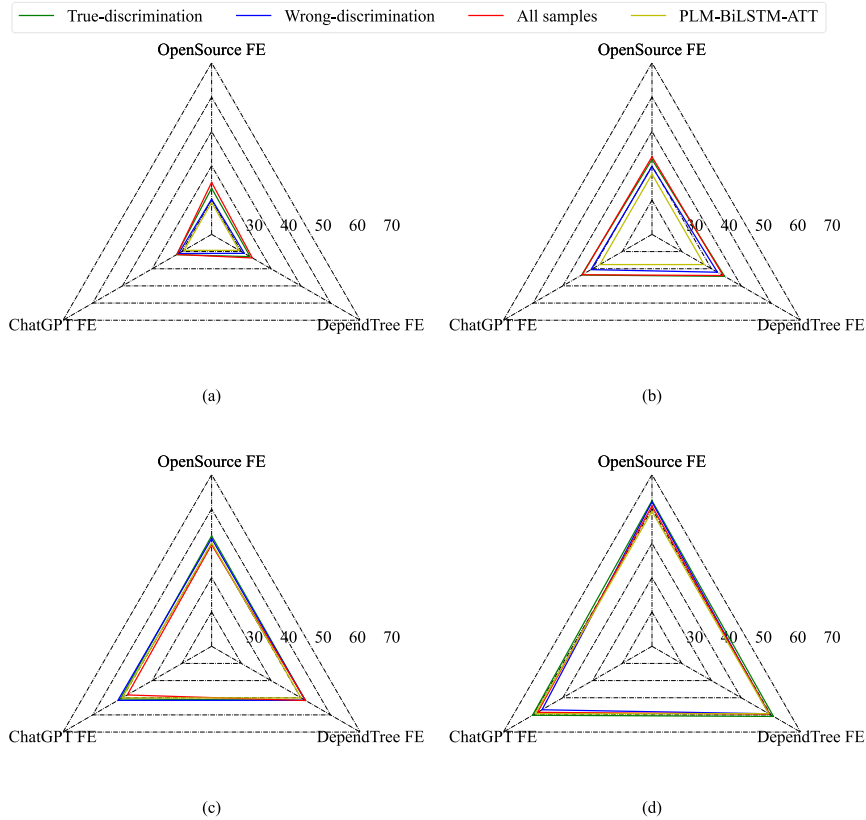 True-discrimination Wrong-discrimination All samples PLM-BiLSTM-ATT
OpenSource FE OpenSource FE
30 40 50 60 70 30 40 50 60 70
ChatGPT FE DependTree FE ChatGPT FE DependTree FE
(a) (b)
OpenSource FE OpenSource FE
30 40 50 60 70 30 40 50 60 70
ChatGPT FE DependTree FE ChatGPT FE DependTree FE
(c) (d)